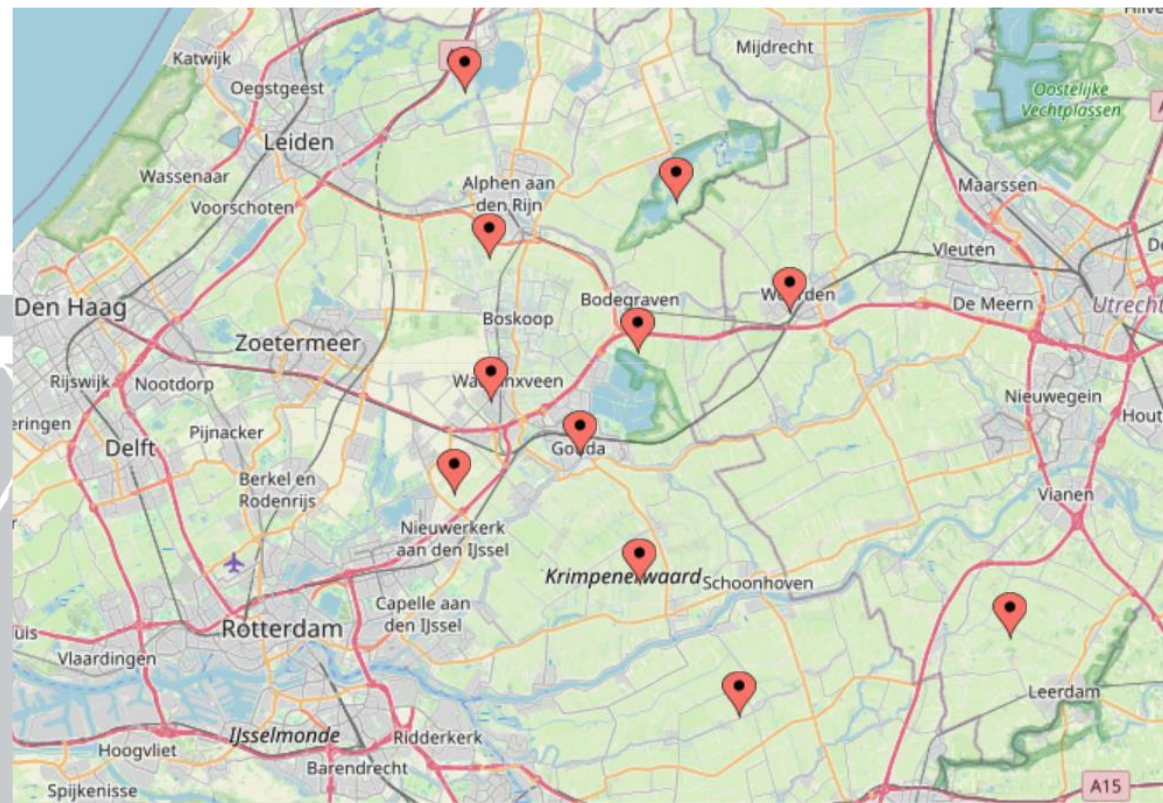 Katwijk
Oegstgeest
Leiden
Wassenaar
Voorschoten
Mijdrecht
Oostelijke
Vechtplassen
Alphen aan
den Rijn
Maarssen
Vleuten
De Meern
Utrecht
Den Haag
Bodegraven
Boskoop
Zoetermeer
Rijswijk
Nootdorp
Nieuwegein
Delft
Pijnacker
Gouda
Berkel en
Rodenrijs
Vianen
Nieuwerkerk
aan den IJssel
Schoonhoven
Capelle aan
den IJssel
Rotterdam
Vlaardingen
Leerdam
IJsselmonde
Hoogvliet
Ridderkerk
Barendrecht
Spijkenisse
A15